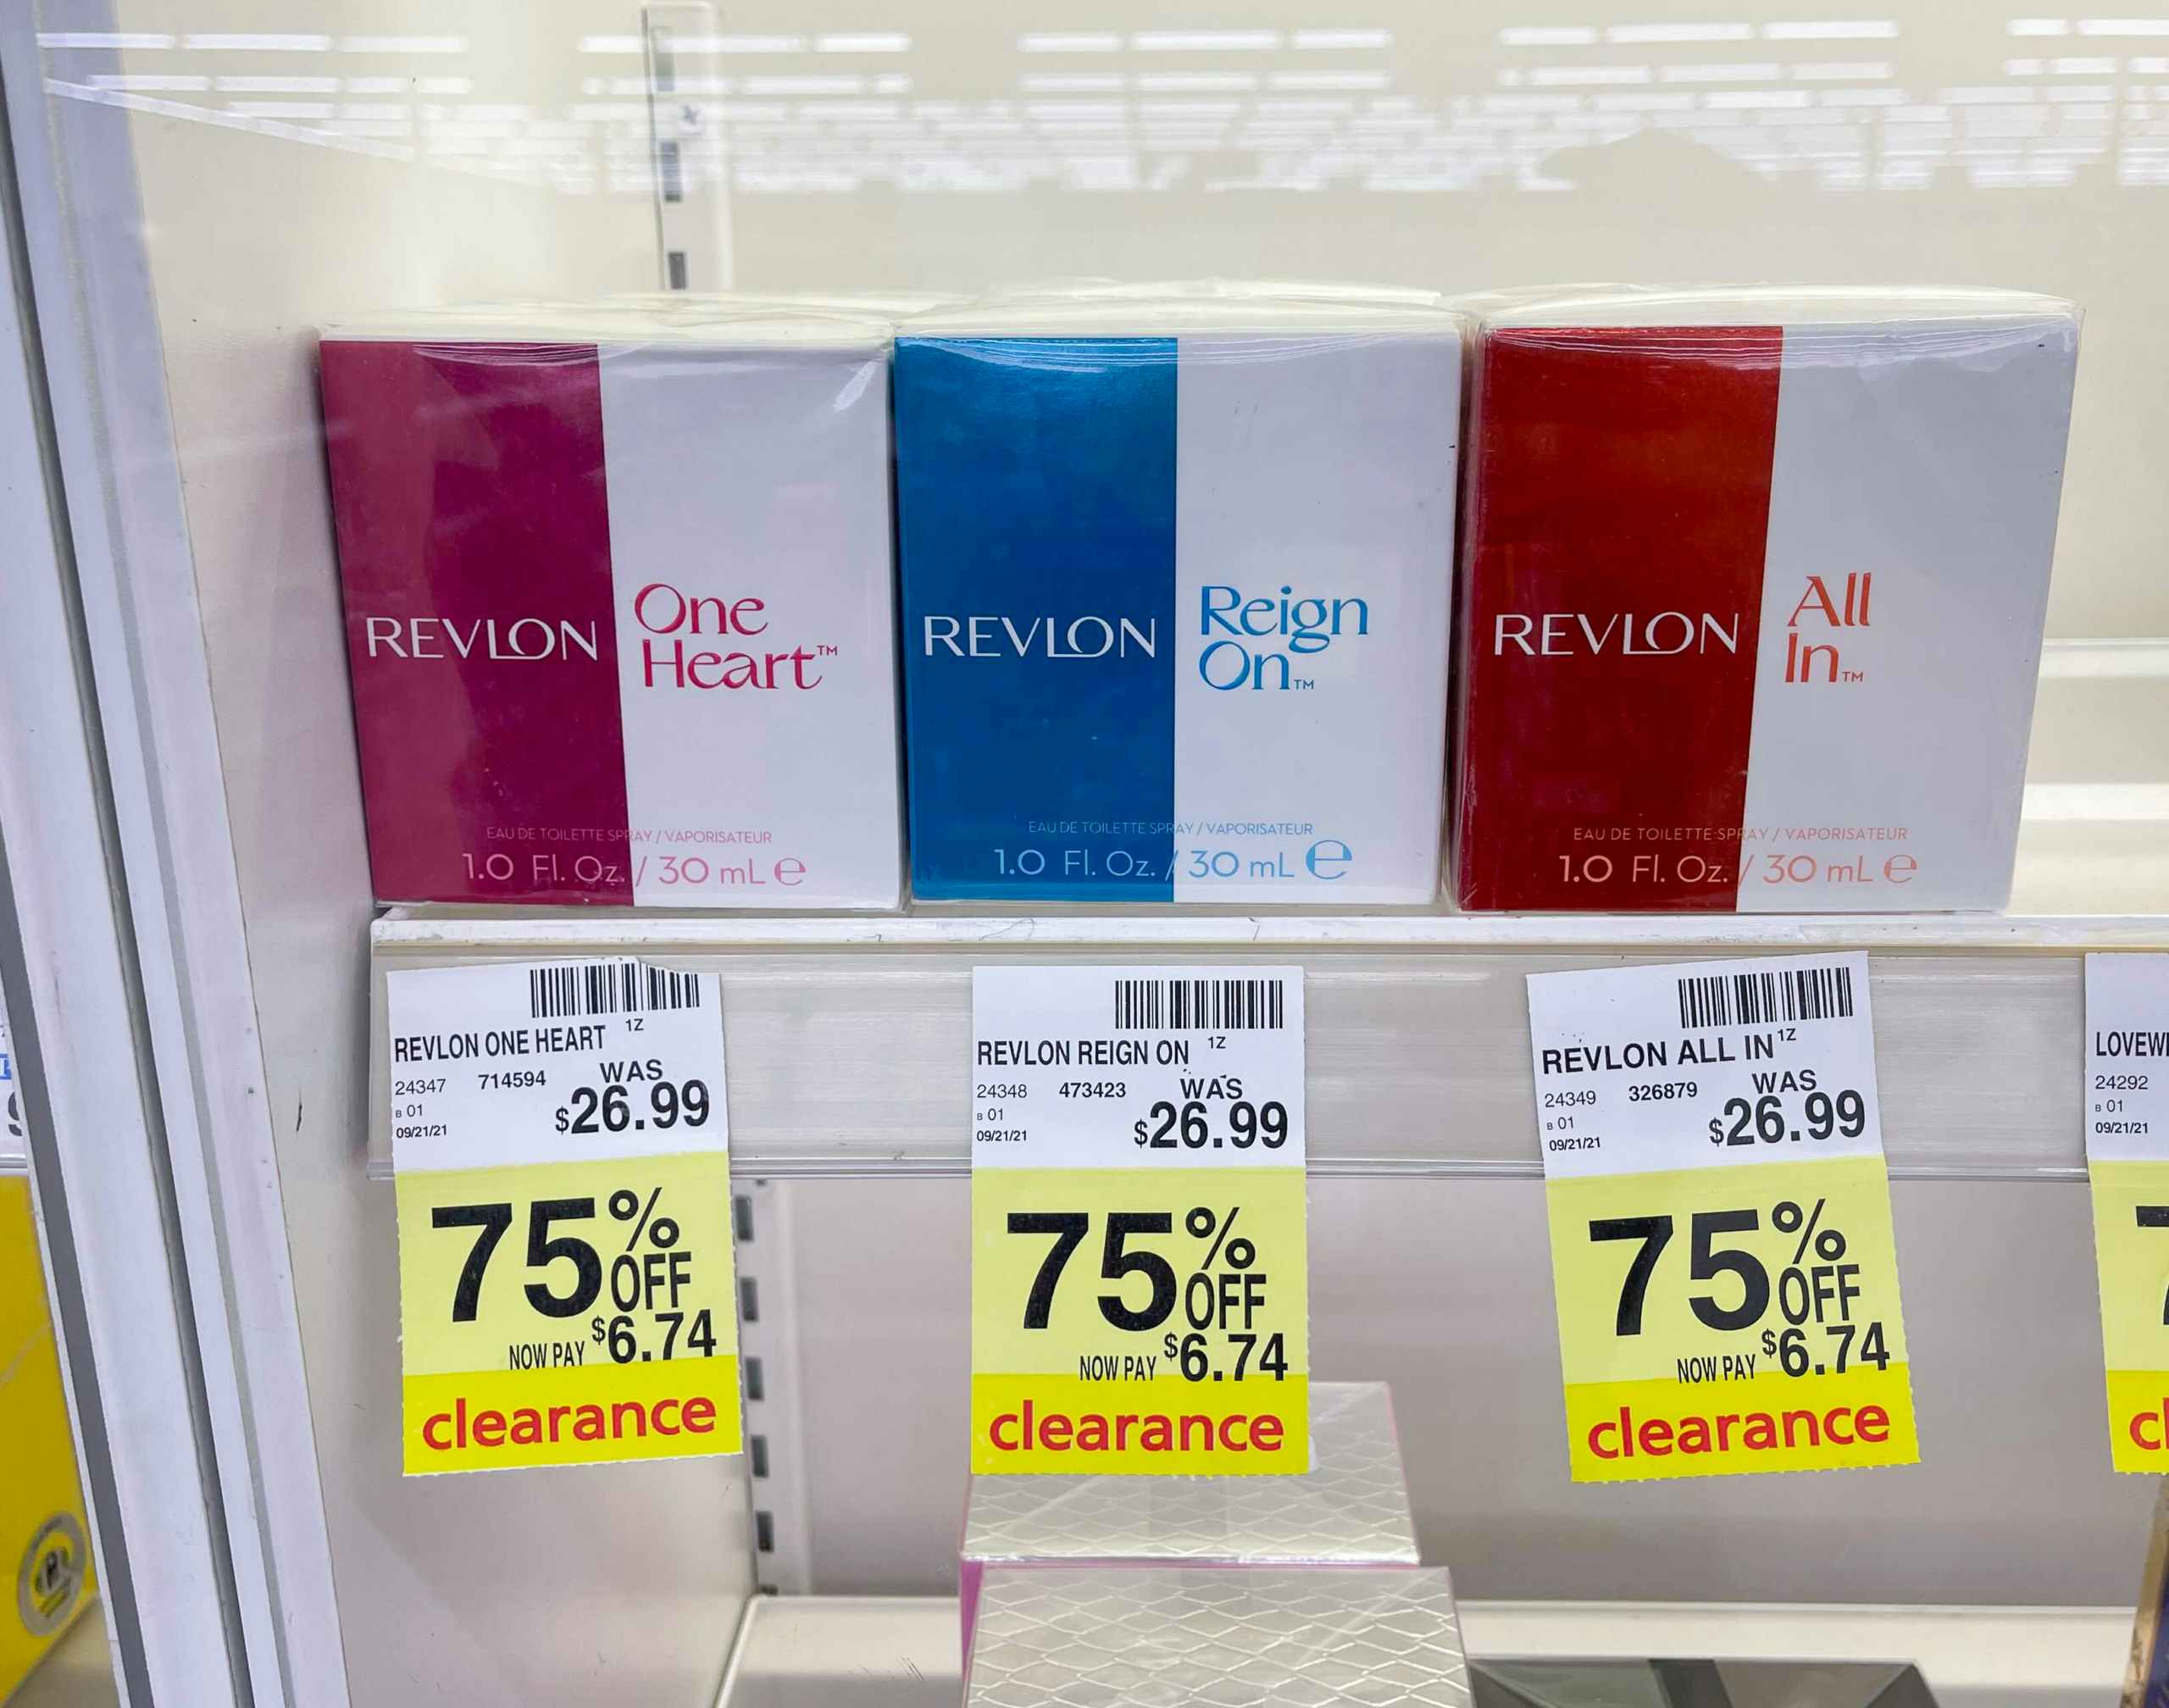 REVLON
One
Heart™
EAU DE TOILETTE SPRAY / VAPORISATEUR
1.0 Fl. Oz. / 30 mL e
REVLON
Reign
On™
EAU DE TOILETTE SPRAY / VAPORISATEUR
1.0 Fl. Oz. / 30 mL e
REVLON
All
In™
EAU DE TOILETTE SPRAY / VAPORISATEUR
1.0 Fl. Oz. / 30 mL e
REVLON ONE HEART 1Z
24347 714594 WAS
B 01 $26.99
09/21/21
75% OFF
NOW PAY $6.74
clearance
REVLON REIGN ON 1Z
24348 473423 WAS
B 01 $26.99
09/21/21
75% OFF
NOW PAY $6.74
clearance
REVLON ALL IN 1Z
24349 326879 WAS
B 01 $26.99
09/21/21
75% OFF
NOW PAY $6.74
clearance
24292
B 01
09/21/21